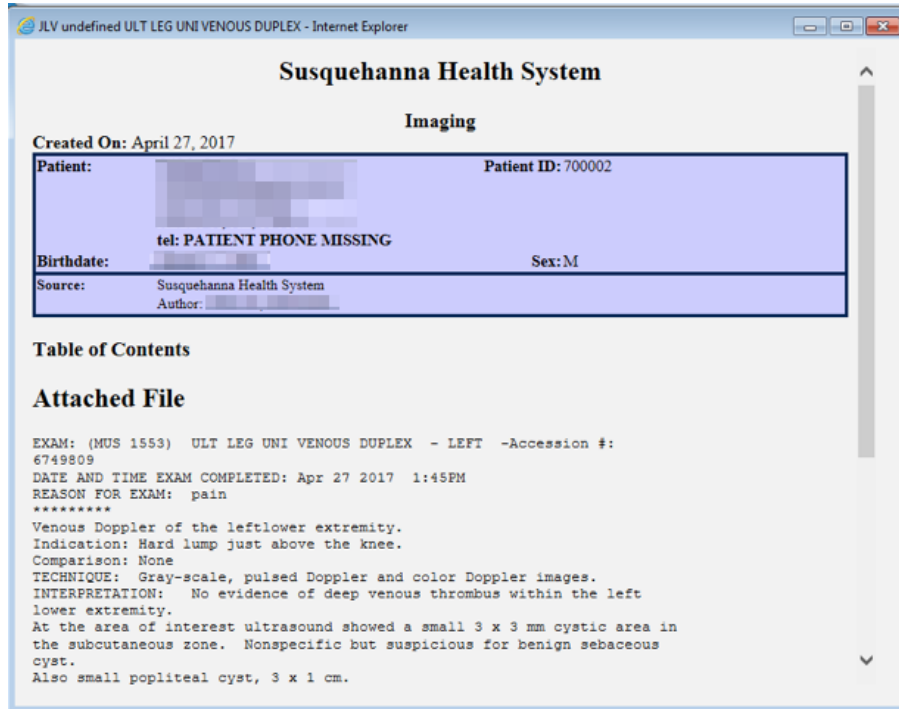 JLV undefined ULT LEG UNI VENOUS DUPLEX - Internet Explorer
Susquehanna Health System
Imaging
Created On: April 27, 2017
Patient: Patient ID: 700002
tel: PATIENT PHONE MISSING
Birthdate: Sex: M
Source: Susquehanna Health System
Author:
Table of Contents
Attached File
EXAM: (MUS 1553)  ULT LEG UNI VENOUS DUPLEX  - LEFT  -Accession #:
6749809
DATE AND TIME EXAM COMPLETED: Apr 27 2017  1:45PM
REASON FOR EXAM:  pain
*********
Venous Doppler of the leftlower extremity.
Indication: Hard lump just above the knee.
Comparison: None
TECHNIQUE:  Gray-scale, pulsed Doppler and color Doppler images.
INTERPRETATION:   No evidence of deep venous thrombus within the left
lower extremity.
At the area of interest ultrasound showed a small 3 x 3 mm cystic area in
the subcutaneous zone.  Nonspecific but suspicious for benign sebaceous
cyst.
Also small popliteal cyst, 3 x 1 cm.